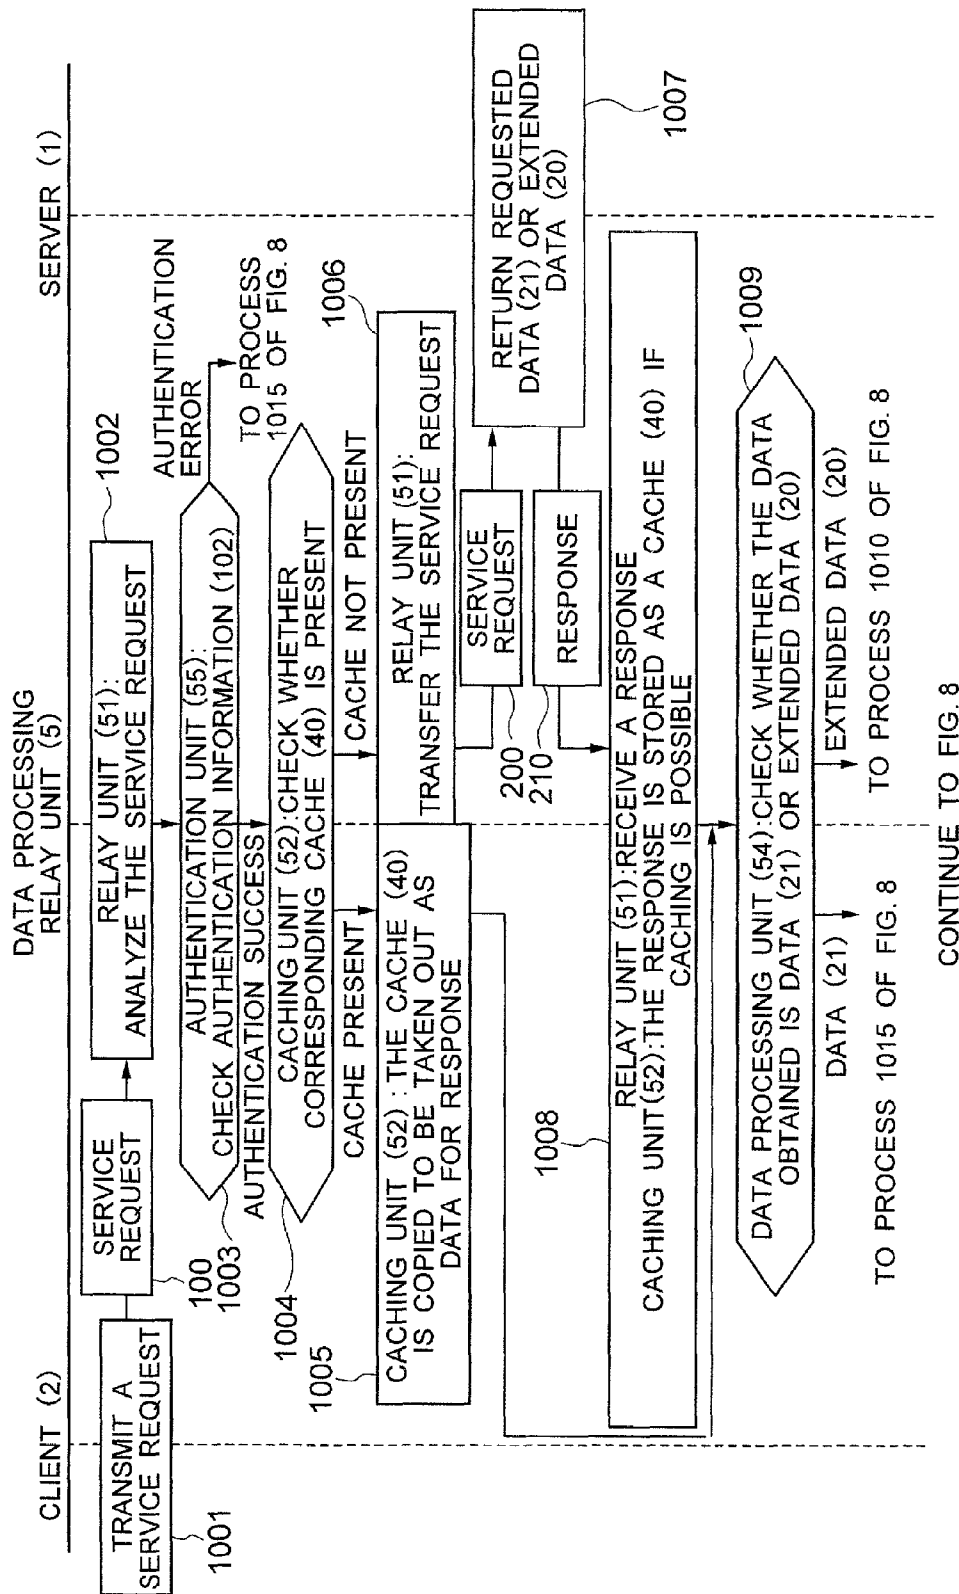 CLIENT (2)
DATA PROCESSING
RELAY UNIT (5)
SERVER (1)
TRANSMIT A
SERVICE REQUEST
1001
SERVICE
REQUEST
100
RELAY UNIT (51):
ANALYZE THE SERVICE REQUEST
1002
AUTHENTICATION UNIT (55):
CHECK AUTHENTICATION INFORMATION (102)
1003
AUTHENTICATION
ERROR
TO PROCESS
1015 OF FIG. 8
AUTHENTICATION SUCCESS
CACHING UNIT (52):CHECK WHETHER
CORRESPONDING CACHE (40) IS PRESENT
1004
CACHE PRESENT
CACHE NOT PRESENT
1005
CACHING UNIT (52) : THE CACHE (40)
IS COPIED TO BE TAKEN OUT AS
DATA FOR RESPONSE
RELAY UNIT (51):
TRANSFER THE SERVICE REQUEST
1006
SERVICE
REQUEST
200
RESPONSE
210
RETURN REQUESTED
DATA (21) OR EXTENDED
DATA (20)
1007
1008
RELAY UNIT (51):RECEIVE A RESPONSE
CACHING UNIT(52):THE RESPONSE IS STORED AS A CACHE (40) IF
CACHING IS POSSIBLE
DATA PROCESSING UNIT (54):CHECK WHETHER THE DATA
OBTAINED IS DATA (21) OR EXTENDED DATA (20)
1009
DATA (21)
EXTENDED DATA (20)
TO PROCESS 1015 OF FIG. 8
TO PROCESS 1010 OF FIG. 8
CONTINUE TO FIG. 8